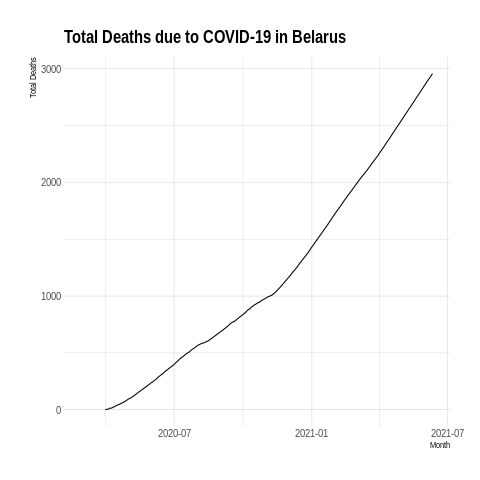 Total Deaths due to COVID-19 in Belarus
Total Deaths
3000
2000
1000
0
2020-07
2021-01
2021-07
Month